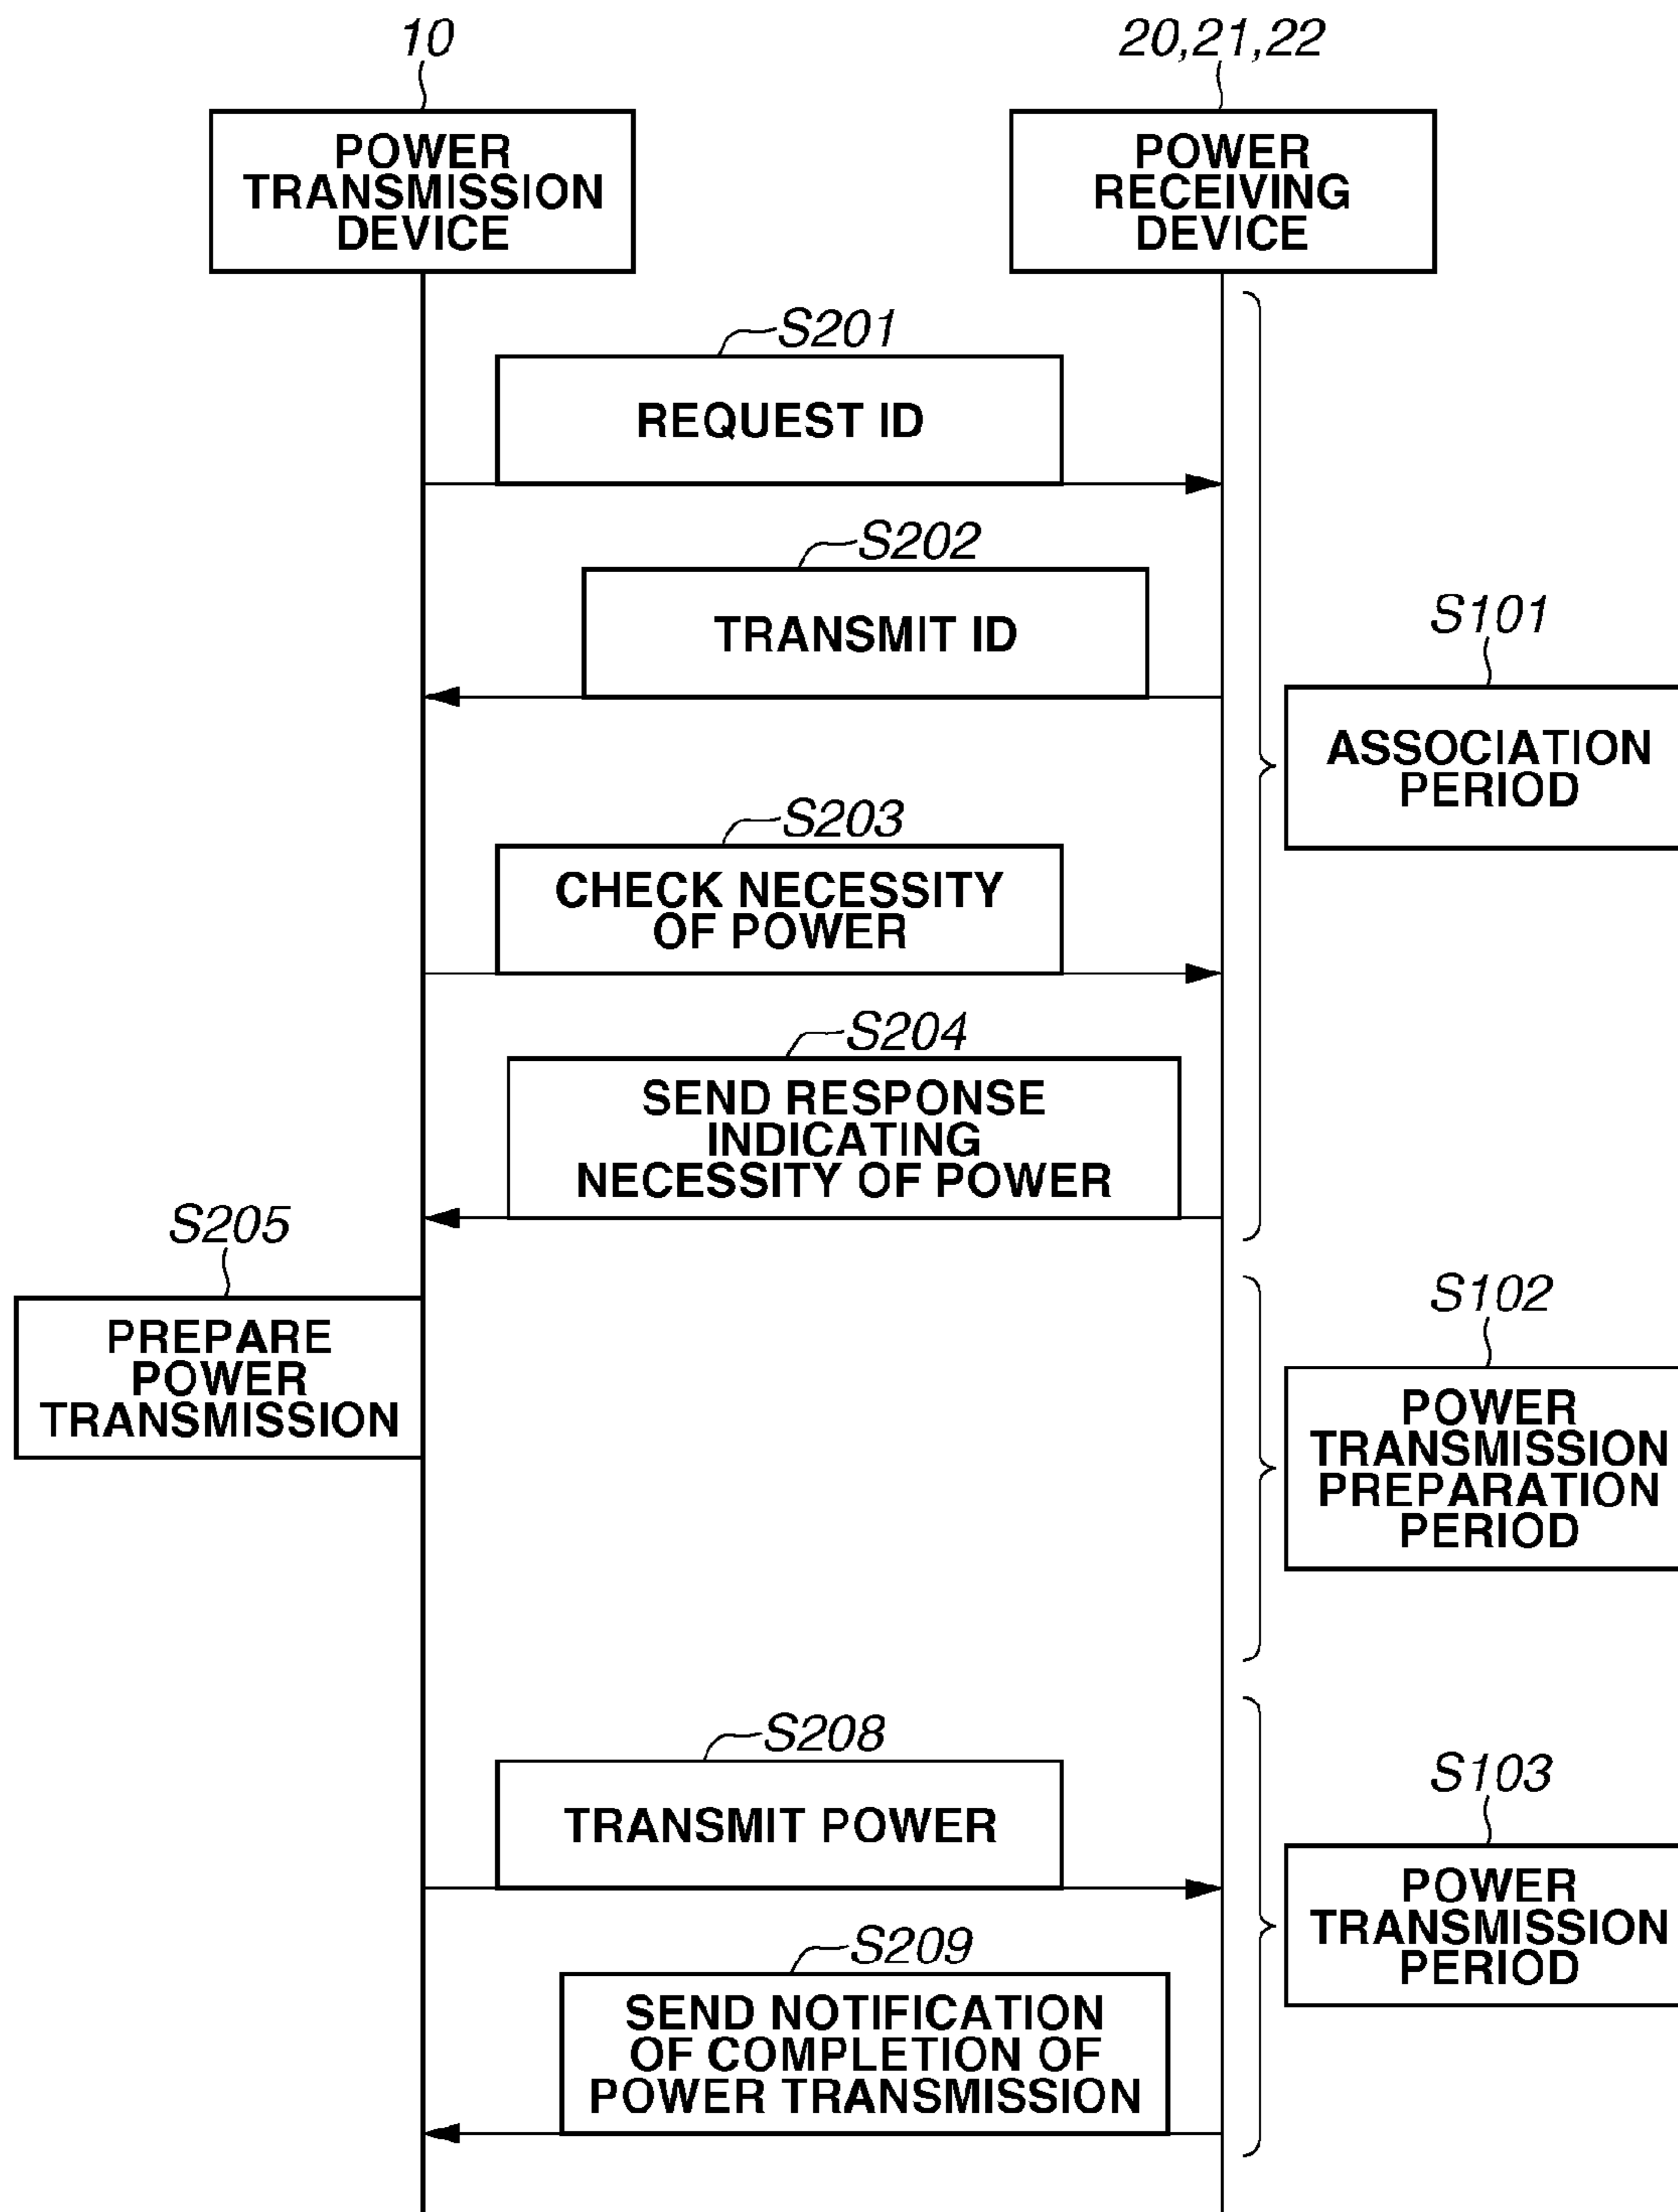 10
20,21,22
POWER
TRANSMISSION
DEVICE
POWER
RECEIVING
DEVICE
S201
REQUEST ID
S202
TRANSMIT ID
S101
ASSOCIATION
PERIOD
S203
CHECK NECESSITY
OF POWER
S204
SEND RESPONSE
INDICATING
NECESSITY OF POWER
S205
PREPARE
POWER
TRANSMISSION
S102
POWER
TRANSMISSION
PREPARATION
PERIOD
S208
TRANSMIT POWER
S103
POWER
TRANSMISSION
PERIOD
S209
SEND NOTIFICATION
OF COMPLETION OF
POWER TRANSMISSION